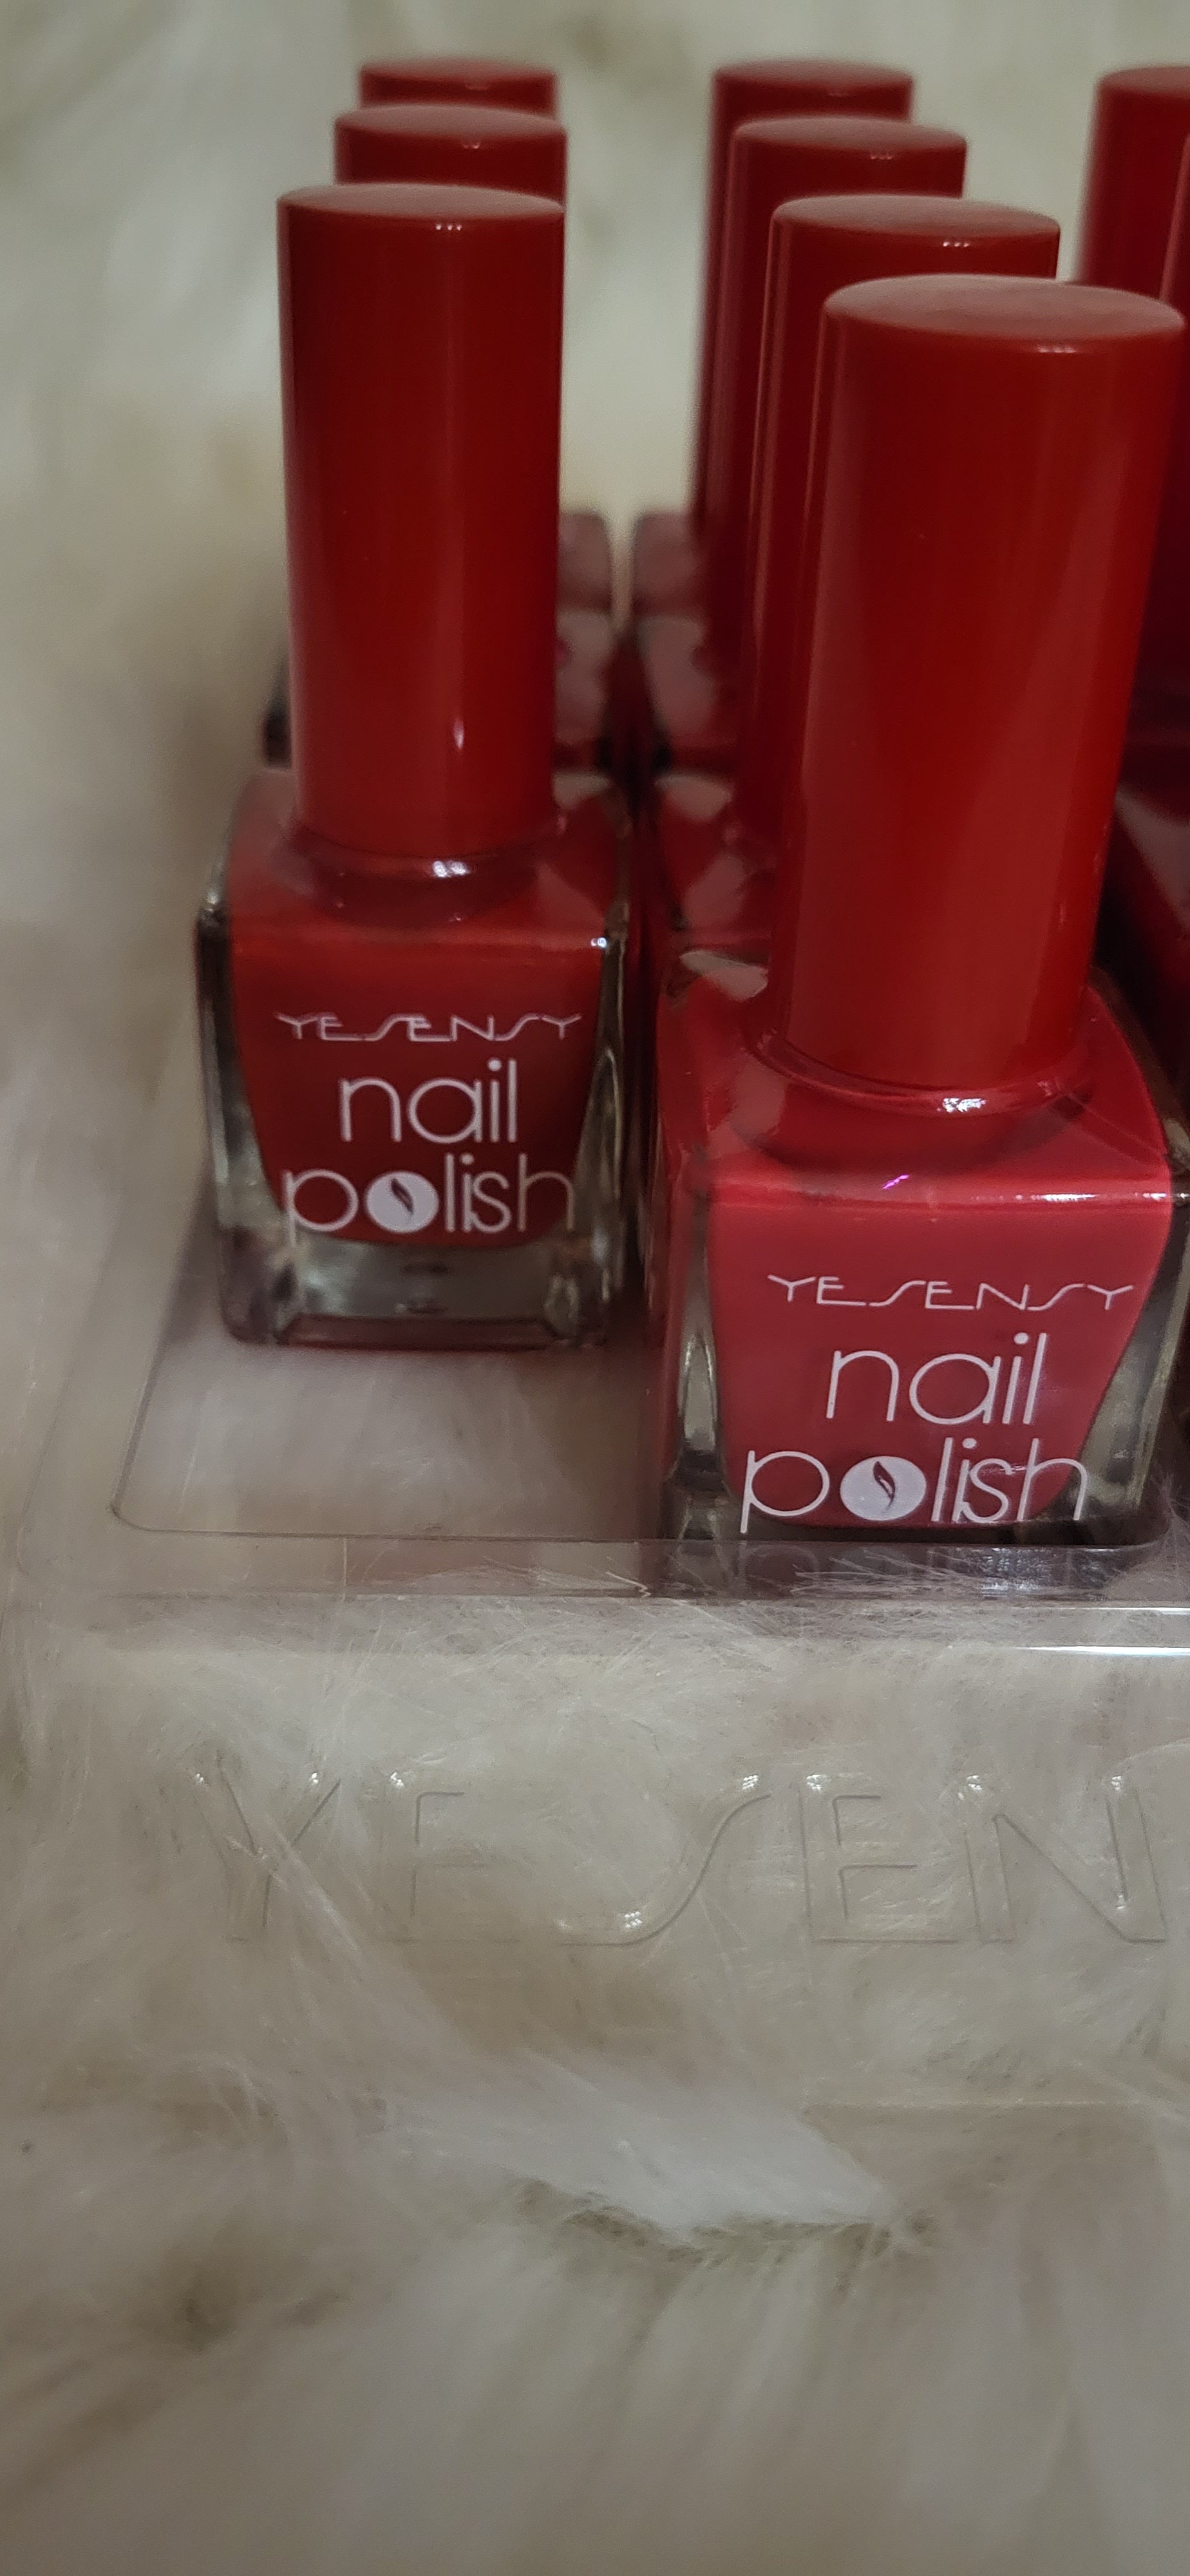 YESENSY
nail
polish
YESENSY
nail
polish
YESEN